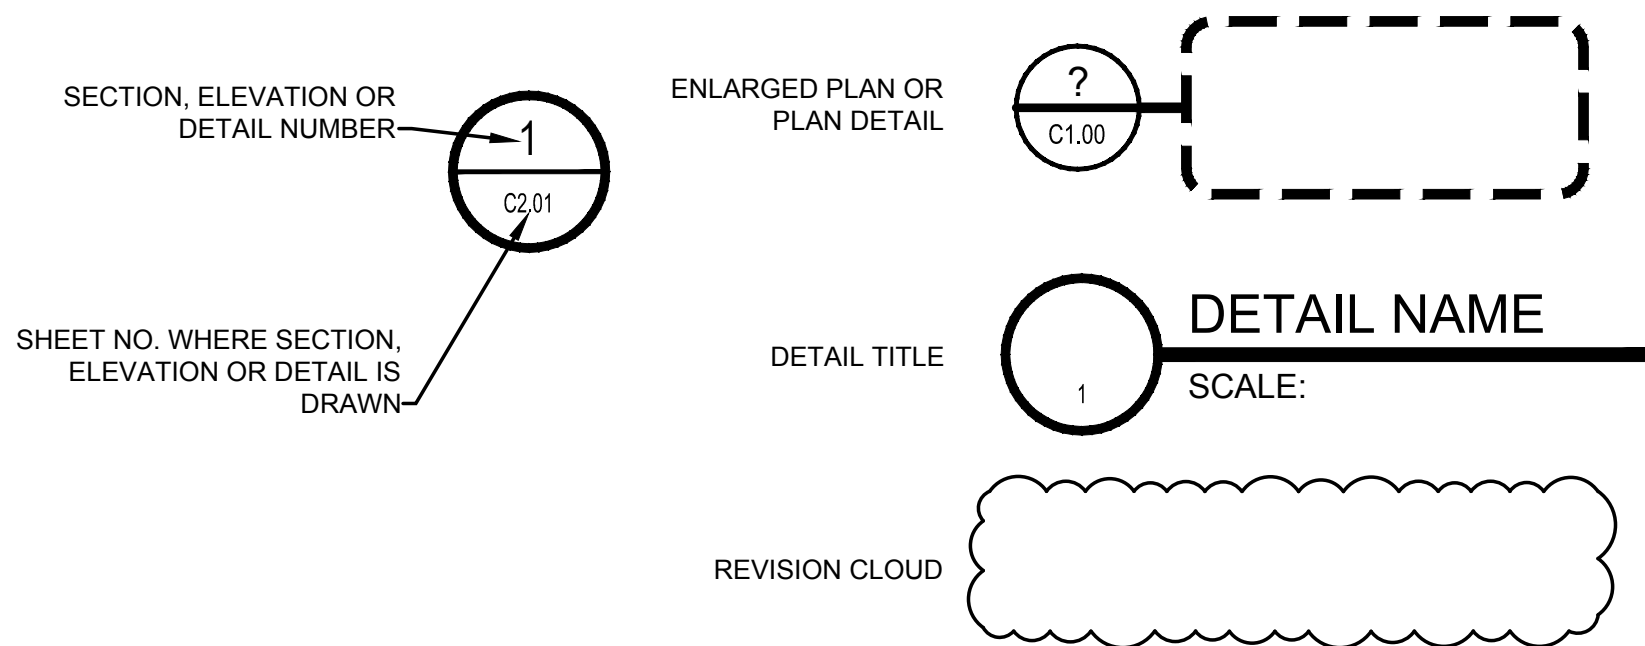 SECTION, ELEVATION OR
DETAIL NUMBER
1
C2.01
SHEET NO. WHERE SECTION,
ELEVATION OR DETAIL IS
DRAWN
ENLARGED PLAN OR
PLAN DETAIL
?
C1.00
DETAIL TITLE
1
DETAIL NAME
SCALE:
REVISION CLOUD